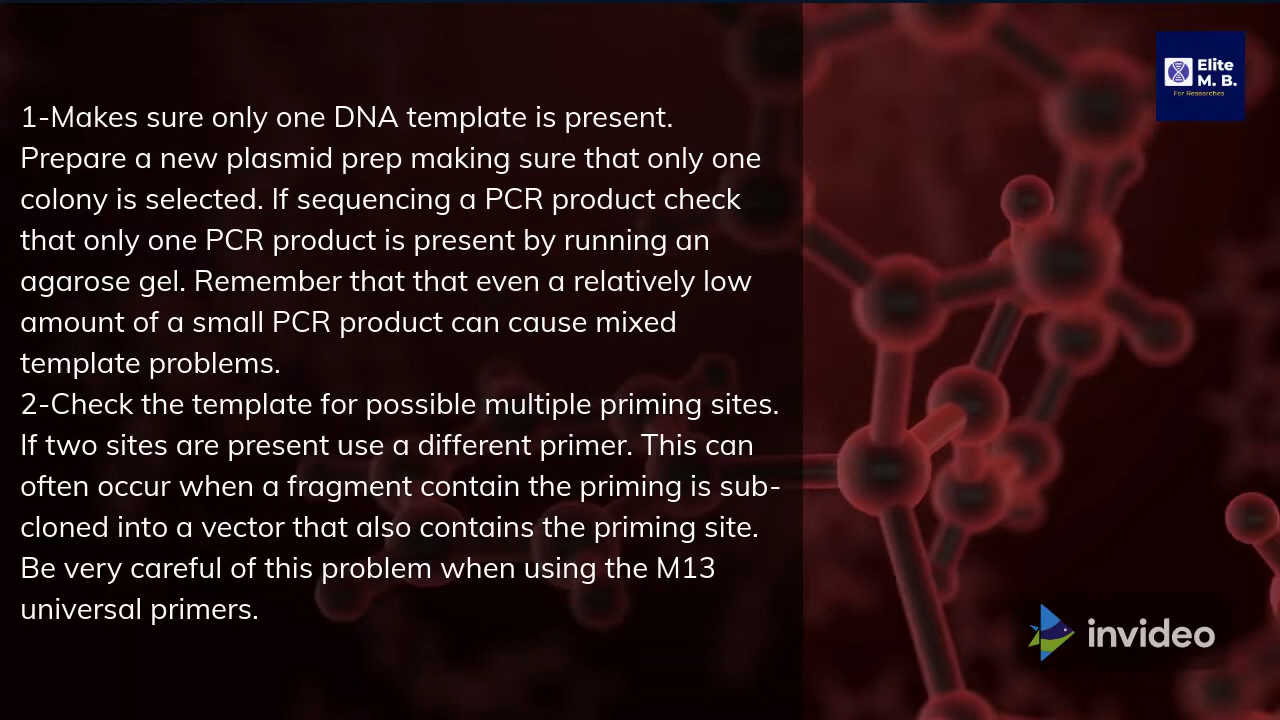 Elite
M. B.
For Researches
1-Makes sure only one DNA template is present.
Prepare a new plasmid prep making sure that only one
colony is selected. If sequencing a PCR product check
that only one PCR product is present by running an
agarose gel. Remember that that even a relatively low
amount of a small PCR product can cause mixed
template problems.
2-Check the template for possible multiple priming sites.
If two sites are present use a different primer. This can
often occur when a fragment contain the priming is sub-
cloned into a vector that also contains the priming site.
Be very careful of this problem when using the M13
universal primers.
invideo